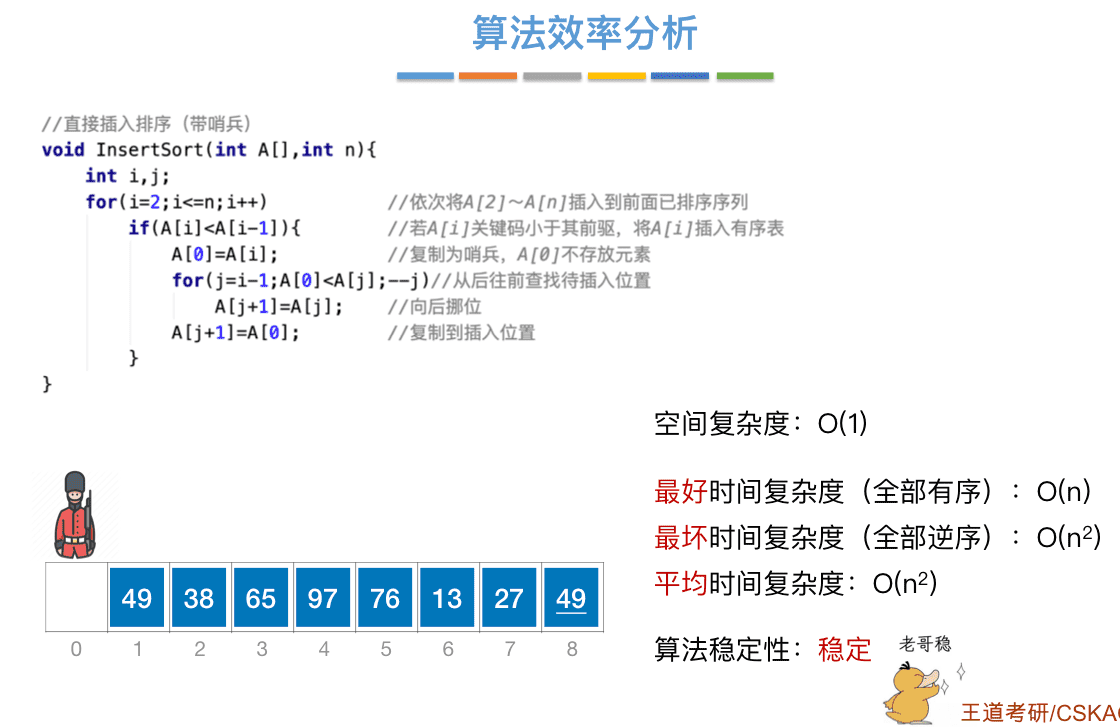 算法效率分析
//直接插入排序（带哨兵）
void InsertSort(int A[],int n){
int i,j;
for(i=2;i<=n;i++) //依次将A[2]～A[n]插入到前面已排序序列
if(A[i]<A[i-1]){ //若A[i]关键码小于其前驱，将A[i]插入有序表
A[0]=A[i]; //复制为哨兵，A[0]不存放元素
for(j=i-1;A[0]<A[j];--j)//从后往前查找待插入位置
A[j+1]=A[j]; //向后挪位
A[j+1]=A[0]; //复制到插入位置
}
}
空间复杂度：O(1)
最好时间复杂度（全部有序）：O(n)
最坏时间复杂度（全部逆序）：O(n²)
平均时间复杂度：O(n²)
49 38 65 97 76 13 27 49
0 1 2 3 4 5 6 7 8
算法稳定性：稳定
老哥稳
王道考研/CSKAO